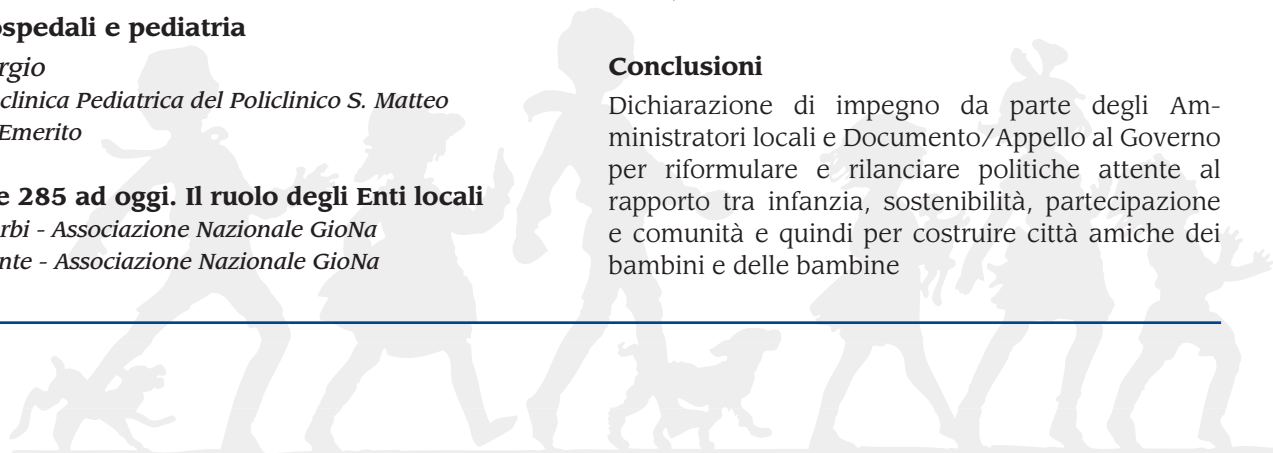 ospedali e pediatria
rgio
clinica Pediatrica del Policlinico S. Matteo
Emerito
e 285 ad oggi. Il ruolo degli Enti locali
rbi - Associazione Nazionale GioNa
nte - Associazione Nazionale GioNa
Conclusioni
Dichiarazione di impegno da parte degli Am-
ministratori locali e Documento/Appello al Governo
per riformulare e rilanciare politiche attente al
rapporto tra infanzia, sostenibilità, partecipazione
e comunità e quindi per costruire città amiche dei
bambini e delle bambine